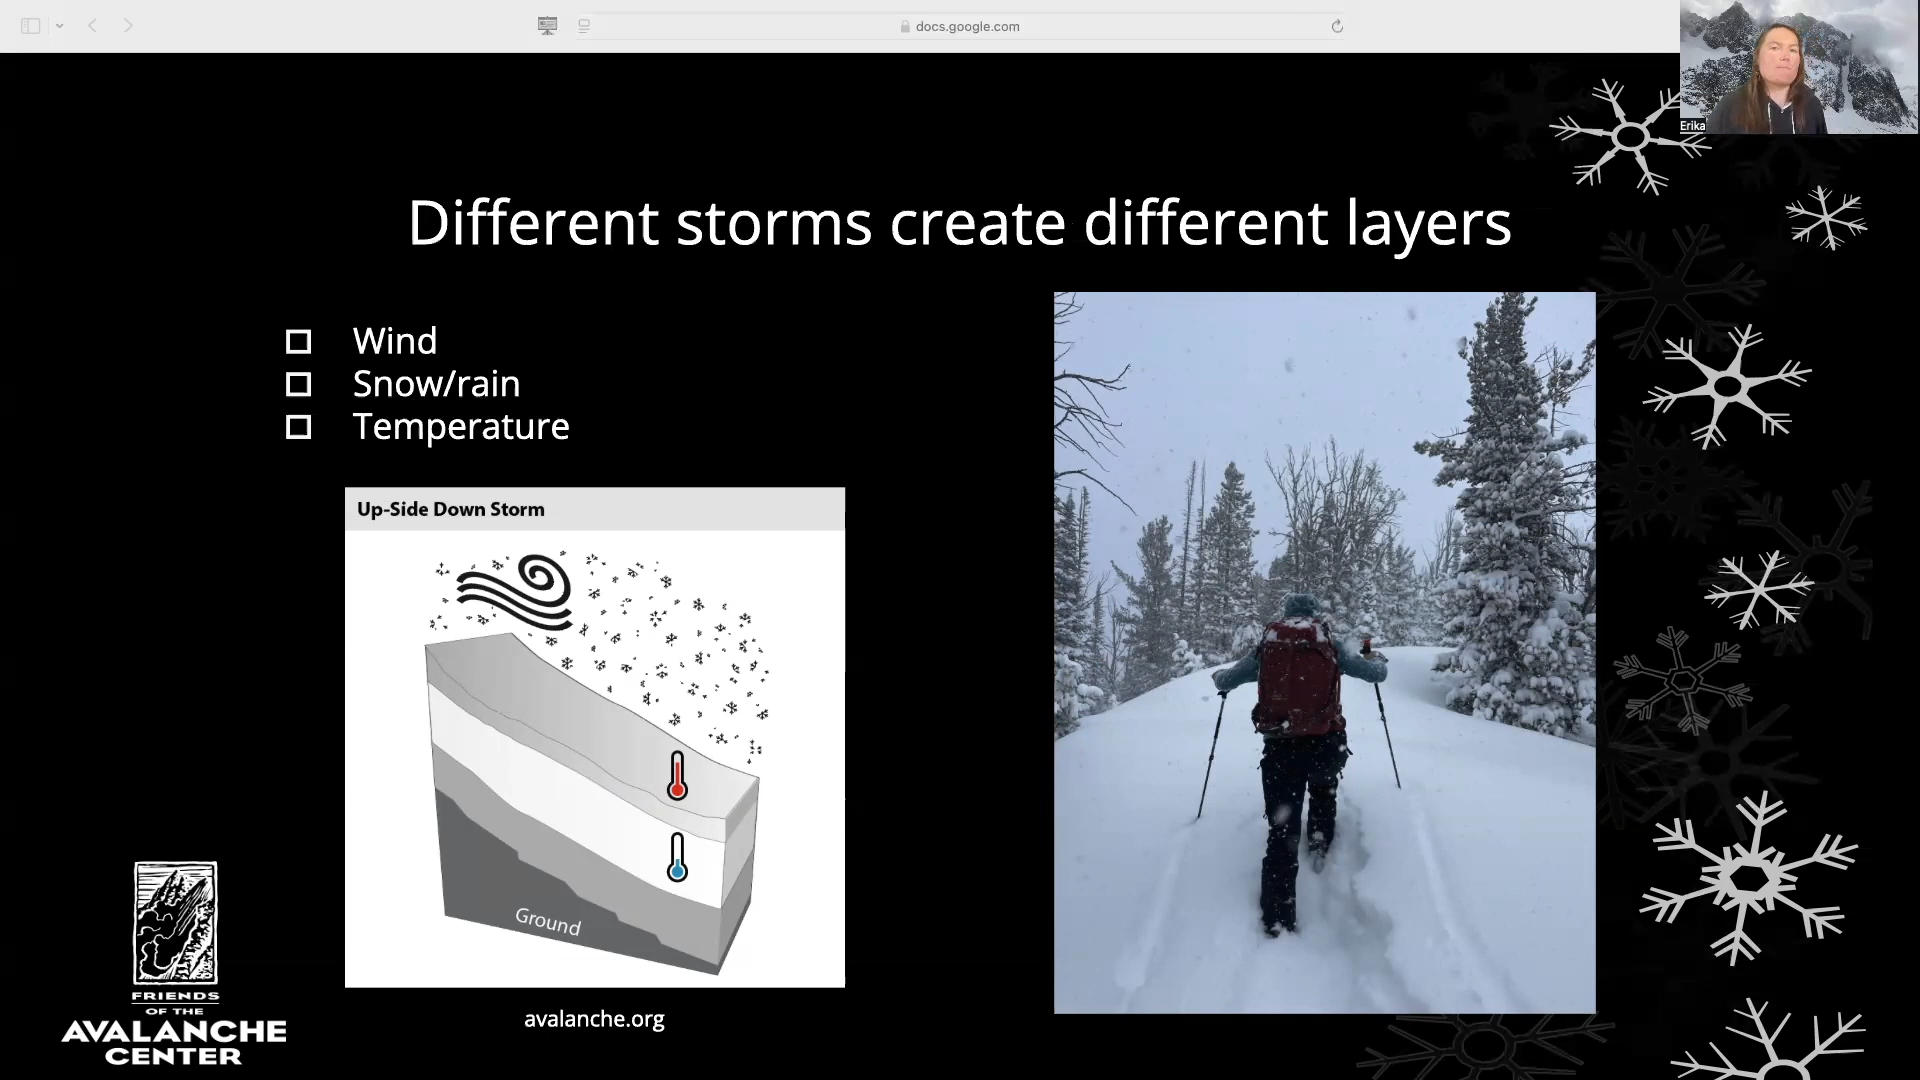 docs.google.com
Erika
Different storms create different layers
Wind
Snow/rain
Temperature
Up-Side Down Storm
Ground
avalanche.org
FRIENDS
OF THE
AVALANCHE
CENTER